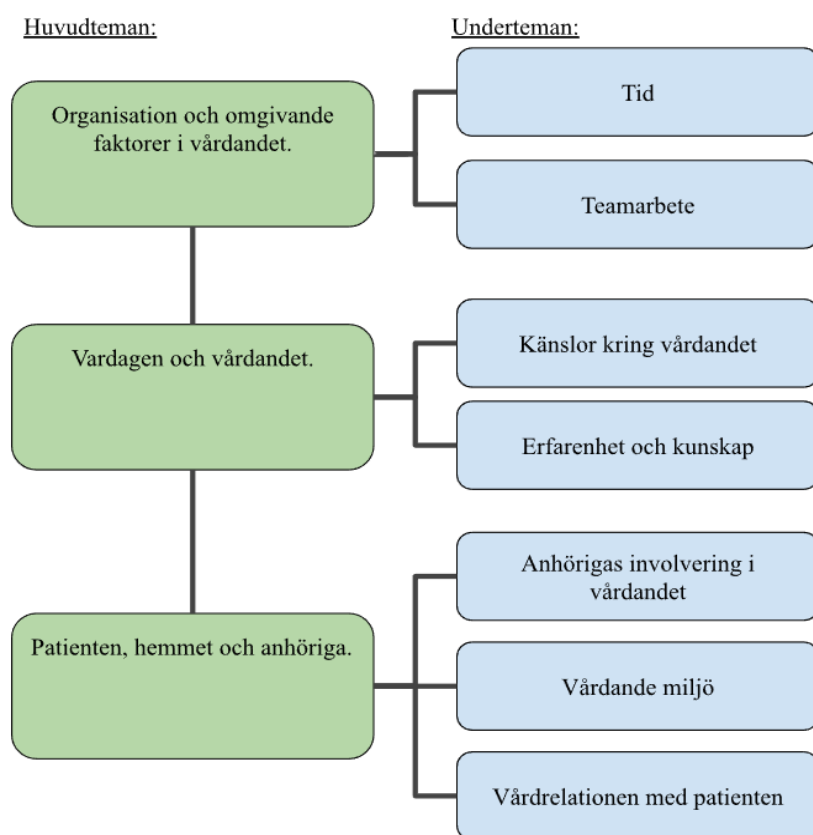 Huvudteman:
Underteman:
Organisation och omgivande
faktorer i vårdandet.
Tid
Teamarbete
Vardagen och vårdandet.
Känslor kring vårdandet
Erfarenhet och kunskap
Patienten, hemmet och anhöriga.
Anhörigas involvering i
vårdandet
Vårdande miljö
Vårdrelationen med patienten